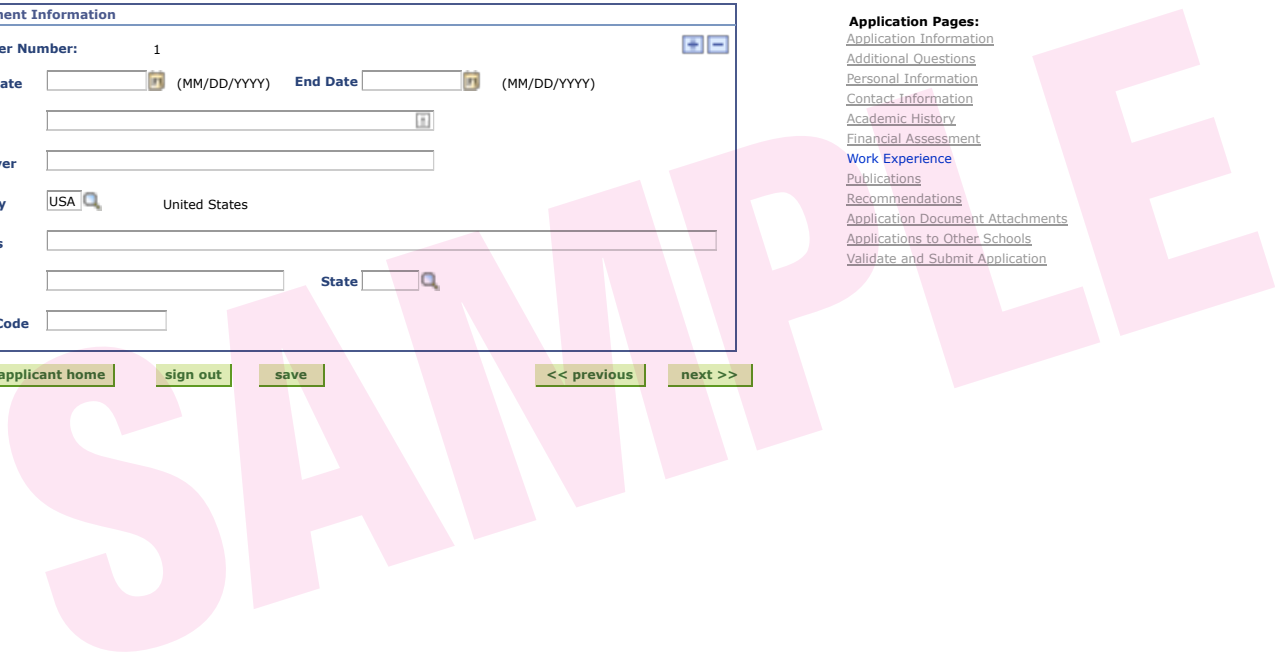 ment Information
er Number: 1
ate (MM/DD/YYYY) End Date (MM/DD/YYYY)
yer
y USA United States
s
State
Code
applicant home sign out save << previous next >>
Application Pages:
Application Information
Additional Questions
Personal Information
Contact Information
Academic History
Financial Assessment
Work Experience
Publications
Recommendations
Application Document Attachments
Applications to Other Schools
Validate and Submit Application
SAMPLE